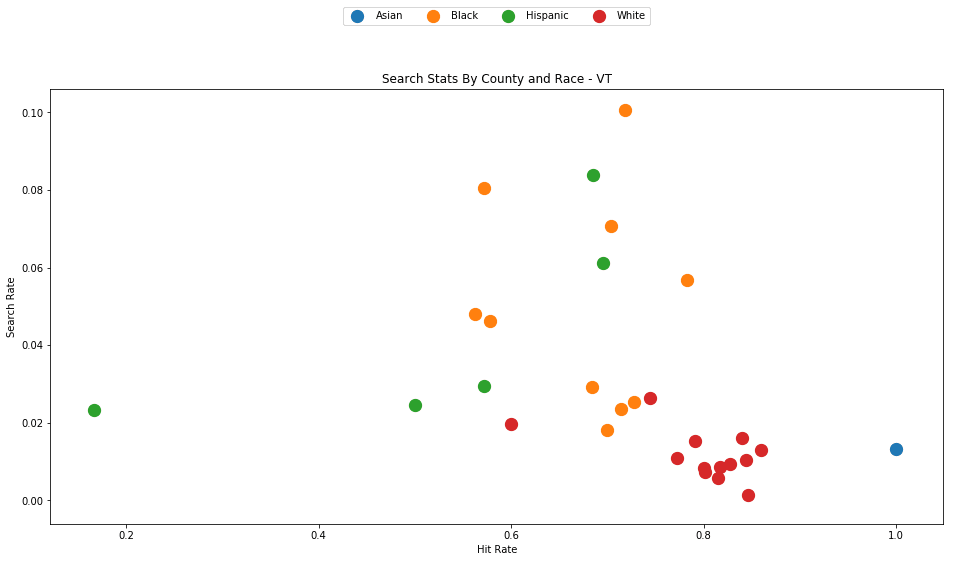 Asian Black Hispanic White
Search Stats By County and Race - VT
Search Rate
0.10
0.08
0.06
0.04
0.02
0.00
0.2 0.4 0.6 0.8 1.0
Hit Rate